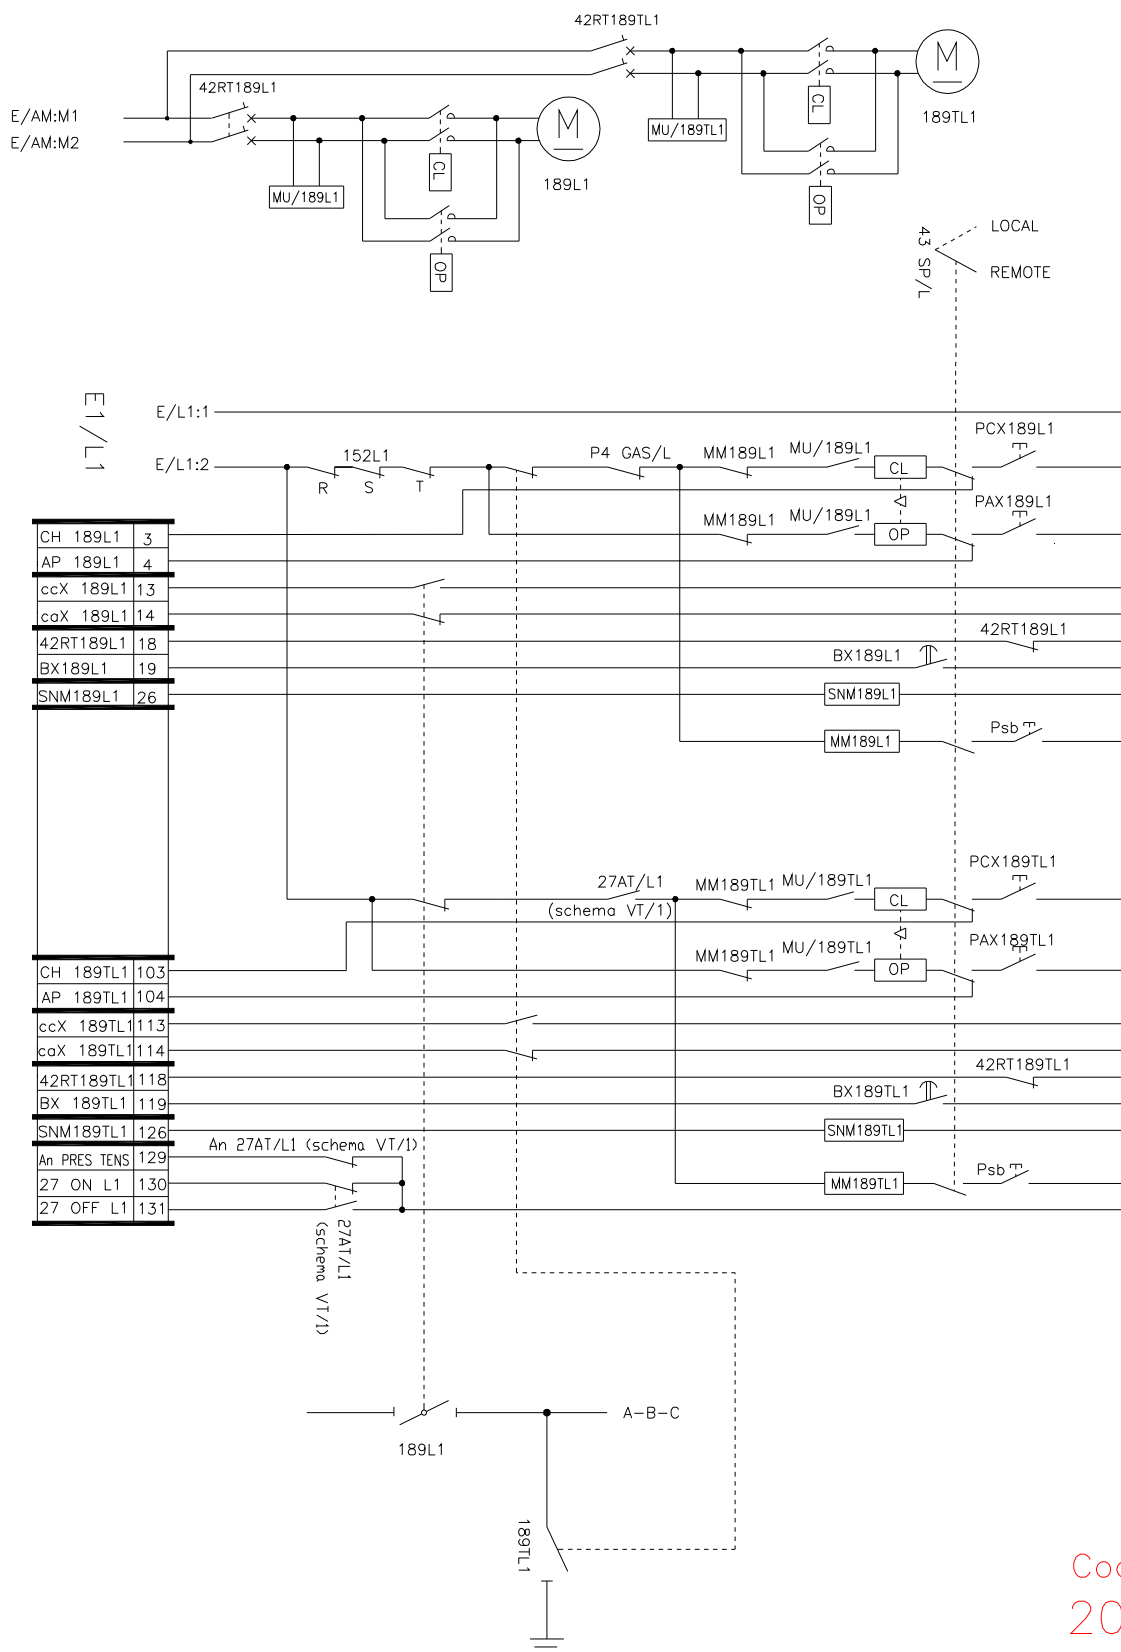 42RT189TL1
M
42RT189L1
CL
189TL1
E/AM:M1
M
MU/189TL1
E/AM:M2
CL
189L1
MU/189L1
OP
OP
43 SP/L
LOCAL
REMOTE
E1/L1
E/L1:1
PCX189L1
E/L1:2
152L1
P4 GAS/L
MM189L1
MU/189L1
CL
R
S
T
PAX189L1
MM189L1
MU/189L1
OP
CH 189L1 3
AP 189L1 4
ccX 189L1 13
caX 189L1 14
42RT189L1 18
42RT189L1
BX189L1 19
BX189L1
SNM189L1 26
SNM189L1
MM189L1
Psb
PCX189TL1
27AT/L1
(schema VT/1)
MM189TL1
MU/189TL1
CL
PAX189TL1
MM189TL1
MU/189TL1
OP
CH 189TL1 103
AP 189TL1 104
ccX 189TL1 113
caX 189TL1 114
42RT189TL1 118
42RT189TL1
BX 189TL1 119
BX189TL1
SNM189TL1 126
SNM189TL1
An 27AT/L1 (schema VT/1)
An PRES TENS 129
27 ON L1 130
MM189TL1
Psb
27 OFF L1 131
27AT/L1
(schema VT/1)
A-B-C
189L1
189TL1
20